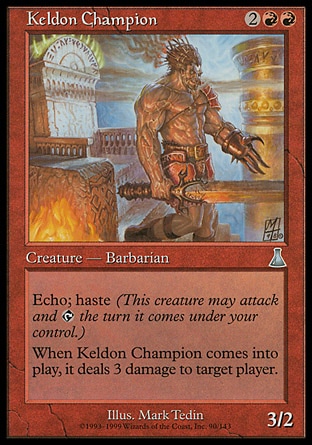 Keldon Champion 2
Creature — Barbarian
Echo; haste (This creature may attack
and the turn it comes under your
control.)
When Keldon Champion comes into
play, it deals 3 damage to target player.
Illus. Mark Tedin
©1993-1999 Wizards of the Coast, Inc. 90/143
3/2